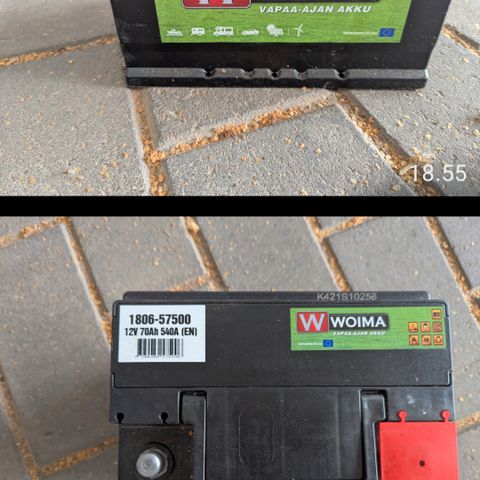 VAPAA-AJAN AKKU
18.55
K421S10258
1806-57500
12V 70Ah 540A (EN)
W WOIMA
VAPAA-AJAN AKKU